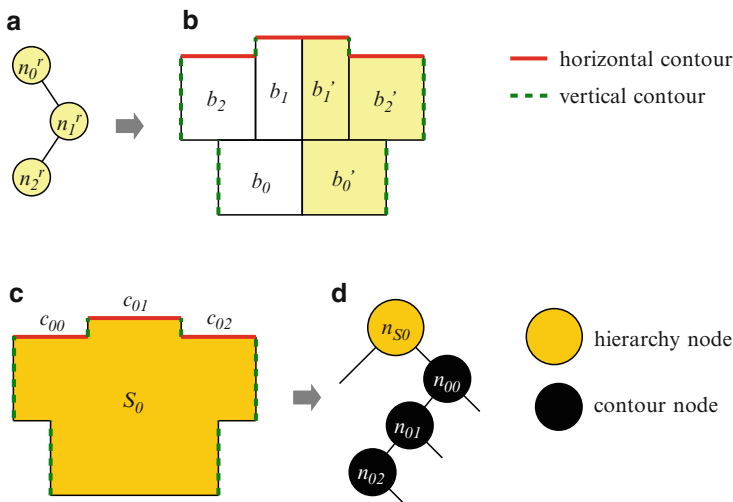 a
n₀ʳ
n₁ʳ
n₂ʳ
b
b₂ b₁ b₁’ b₂’
b₀ b₀’
horizontal contour
vertical contour
c
c₀₀ c₀₁ c₀₂
S₀
d
n_S0
n₀₀
n₀₁
n₀₂
hierarchy node
contour node